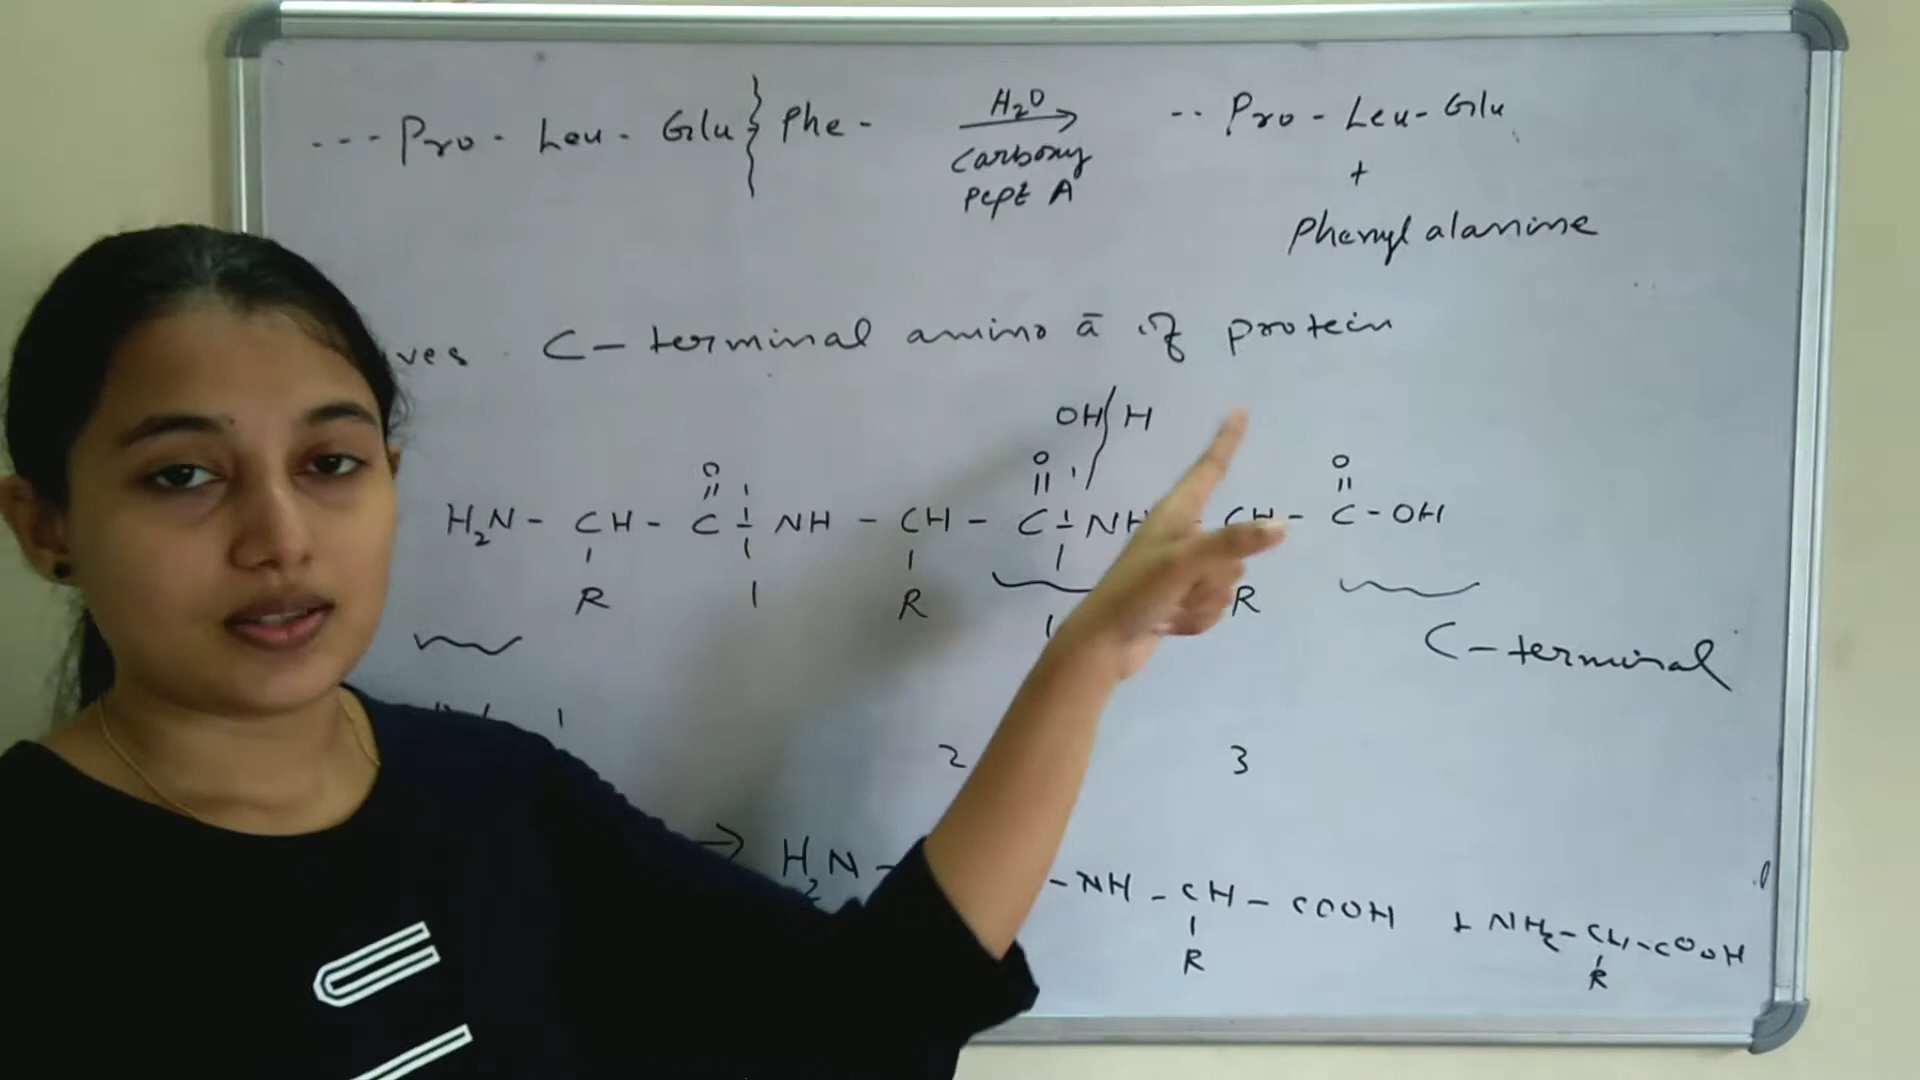 --- Pro - Leu - Glu } Phe - H2O → Carboxy Pept A -- Pro - Leu - Glu
+
Phenyl alanine
ves C - terminal amino ā of protein
OH / H
O O O
H2N - CH - C - NH - CH - C - NH - CH - C - OH
R R R
C - terminal
2 3
→ H2N - - NH - CH - COOH + NH2 - CH - COOH
R R